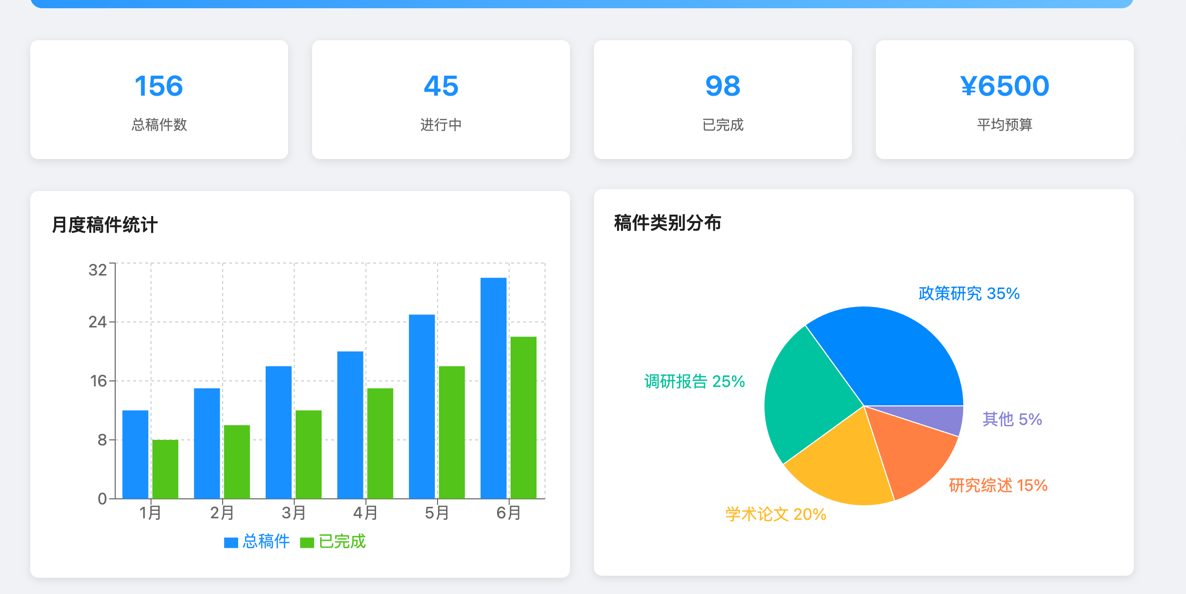 156
总稿件数
45
进行中
98
已完成
¥6500
平均预算
月度稿件统计
32
24
16
8
0
1月
2月
3月
4月
5月
6月
总稿件
已完成
稿件类别分布
政策研究 35%
调研报告 25%
其他 5%
研究综述 15%
学术论文 20%